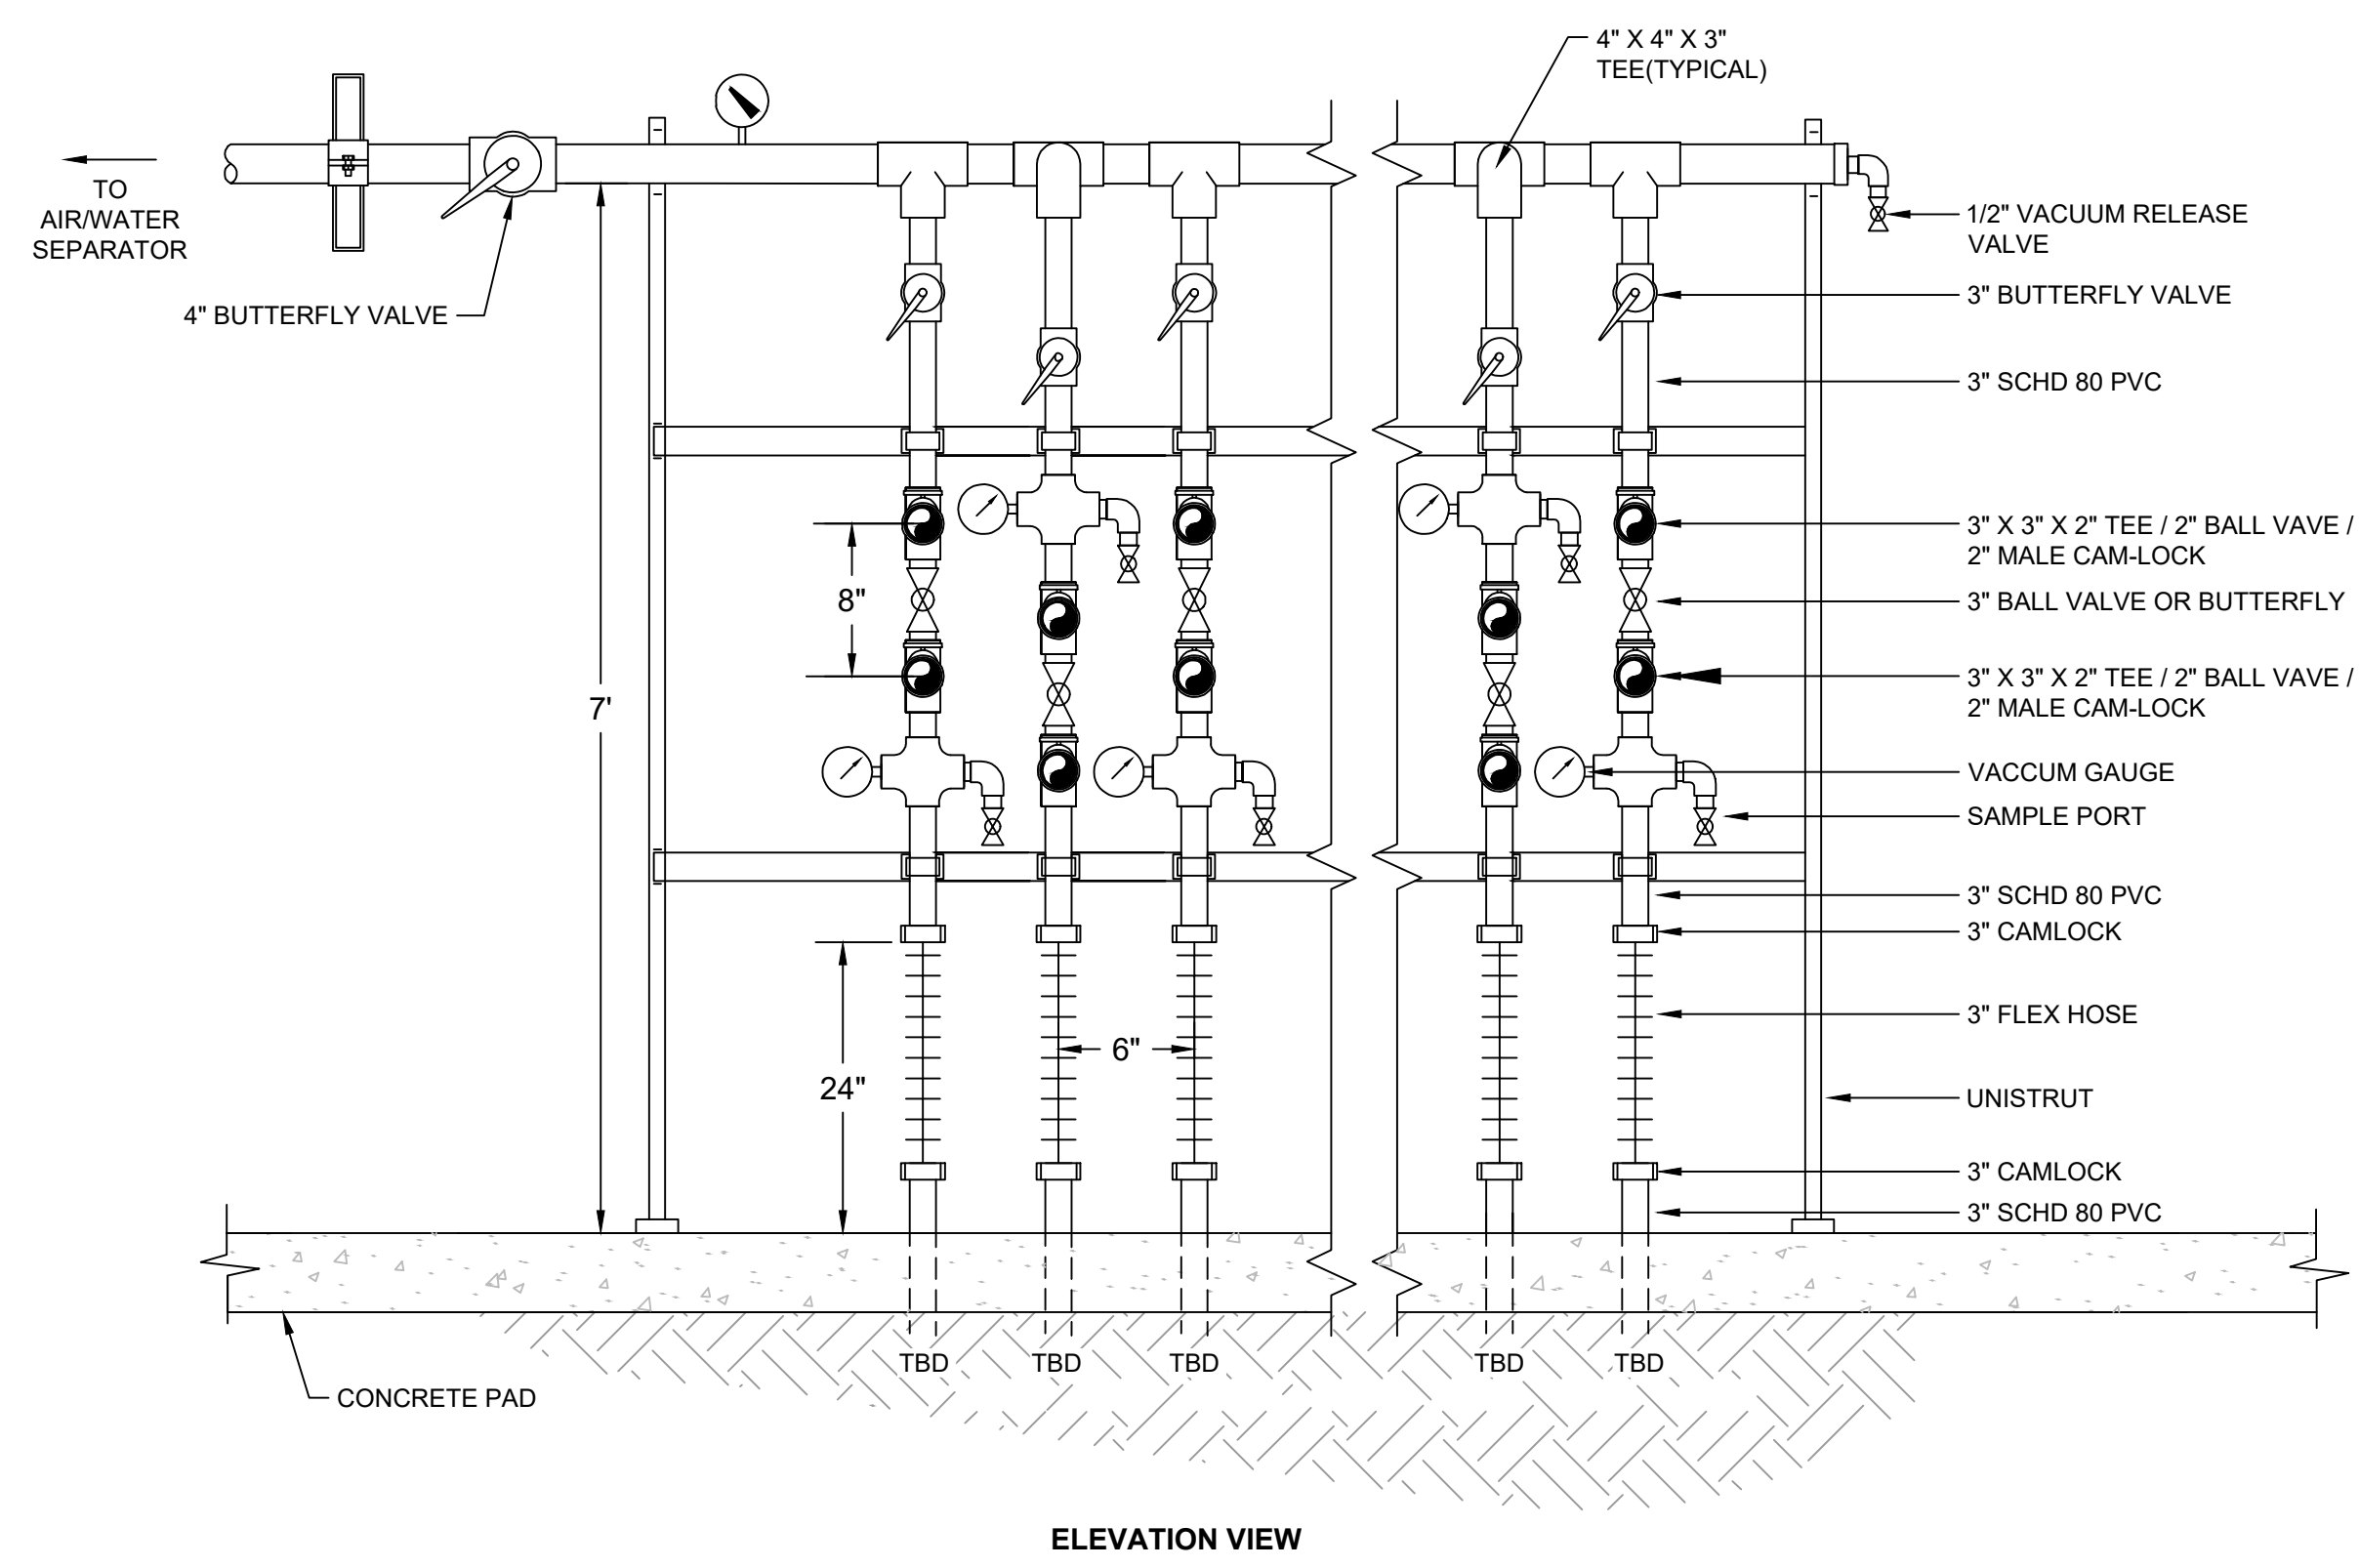 4" X 4" X 3"
TEE(TYPICAL)
TO
AIR/WATER
SEPARATOR
4" BUTTERFLY VALVE
1/2" VACUUM RELEASE
VALVE
3" BUTTERFLY VALVE
3" SCHD 80 PVC
3" X 3" X 2" TEE / 2" BALL VAVE /
2" MALE CAM-LOCK
8"
3" BALL VALVE OR BUTTERFLY
3" X 3" X 2" TEE / 2" BALL VAVE /
2" MALE CAM-LOCK
7'
VACCUM GAUGE
SAMPLE PORT
3" SCHD 80 PVC
3" CAMLOCK
3" FLEX HOSE
6"
24"
UNISTRUT
3" CAMLOCK
3" SCHD 80 PVC
TBD TBD TBD TBD TBD
CONCRETE PAD
ELEVATION VIEW